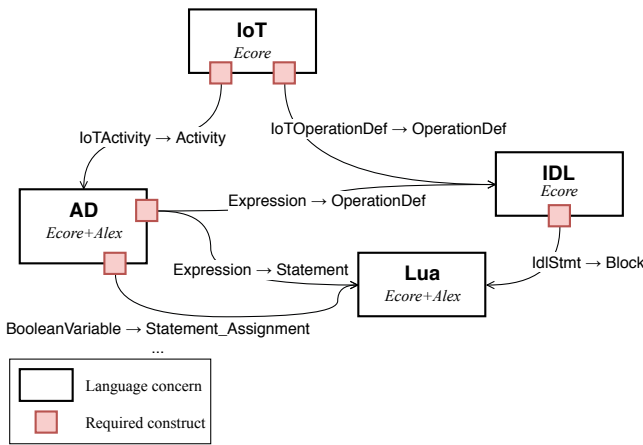 IoT
Ecore
IoTActivity → Activity
IoTOperationDef → OperationDef
IDL
Ecore
AD
Ecore+Alex
Expression → OperationDef
Expression → Statement
Lua
Ecore+Alex
IdlStmt → Block
BooleanVariable → Statement_Assignment
...
Language concern
Required construct